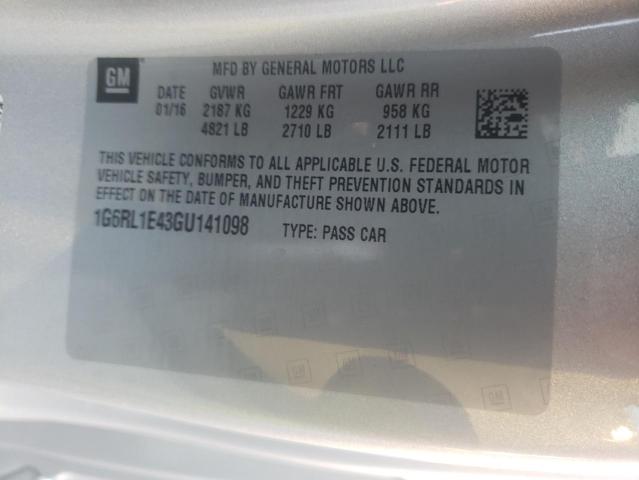 GM
MFD BY GENERAL MOTORS LLC
DATE GVWR GAWR FRT GAWR RR
01/16 2187 KG 1229 KG 958 KG
4821 LB 2710 LB 2111 LB
THIS VEHICLE CONFORMS TO ALL APPLICABLE U.S. FEDERAL MOTOR
VEHICLE SAFETY, BUMPER, AND THEFT PREVENTION STANDARDS IN
EFFECT ON THE DATE OF MANUFACTURE SHOWN ABOVE.
1G6RL1E43GU141098 TYPE: PASS CAR